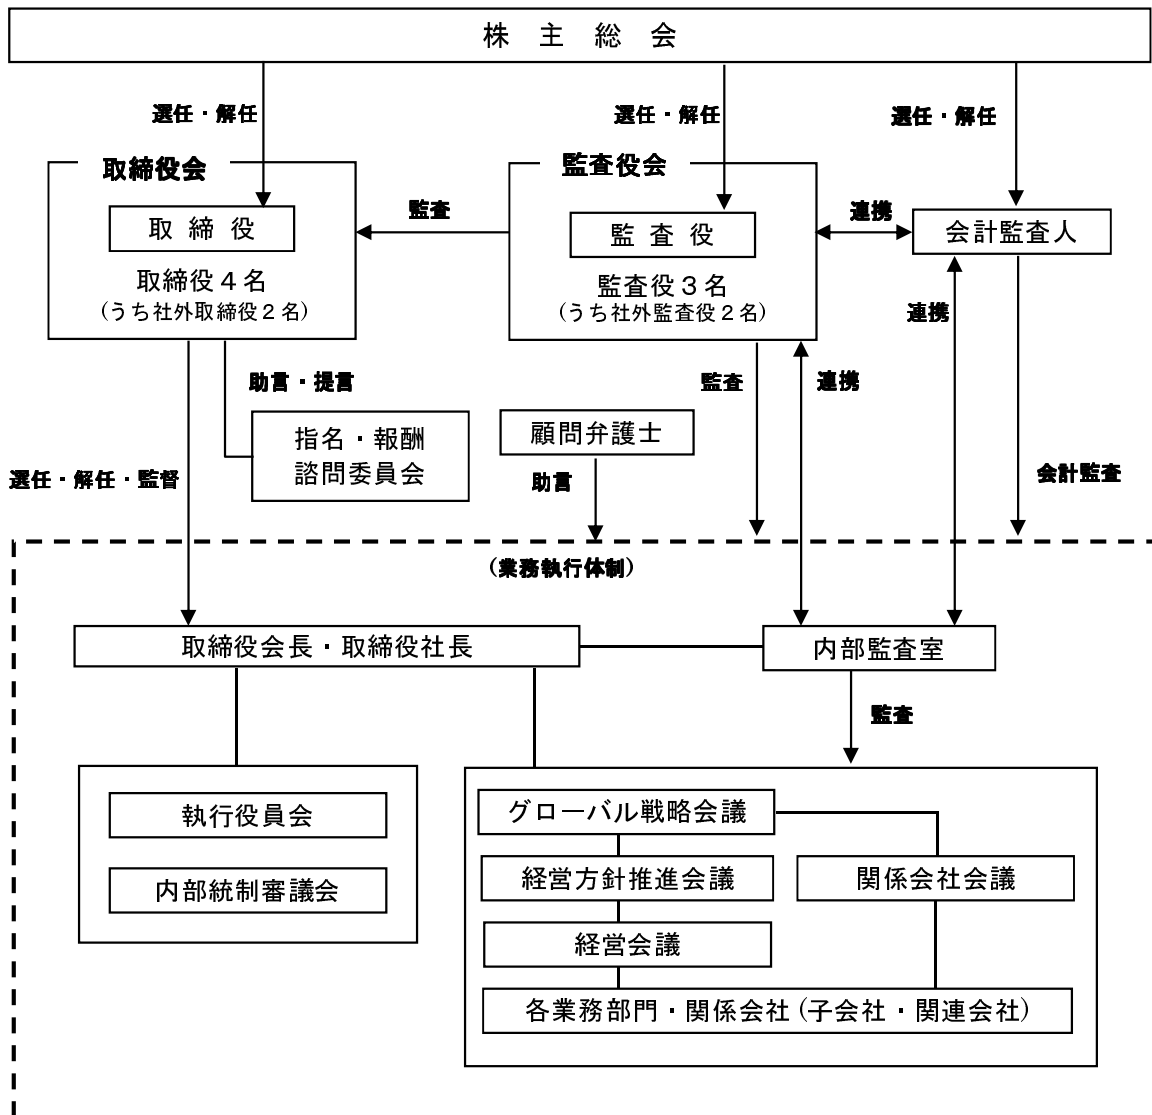 株 主 総 会
選任・解任
選任・解任
選任・解任
取締役会
監査役会
取 締 役
監査
監 査 役
連携
会計監査人
取締役４名
（うち社外取締役２名）
監査役３名
（うち社外監査役２名）
連携
助言・提言
監査
連携
指名・報酬
諮問委員会
顧問弁護士
選任・解任・監督
助言
会計監査
（業務執行体制）
取締役会長・取締役社長
内部監査室
監査
執行役員会
内部統制審議会
グローバル戦略会議
経営方針推進会議
関係会社会議
経営会議
各業務部門・関係会社（子会社・関連会社）